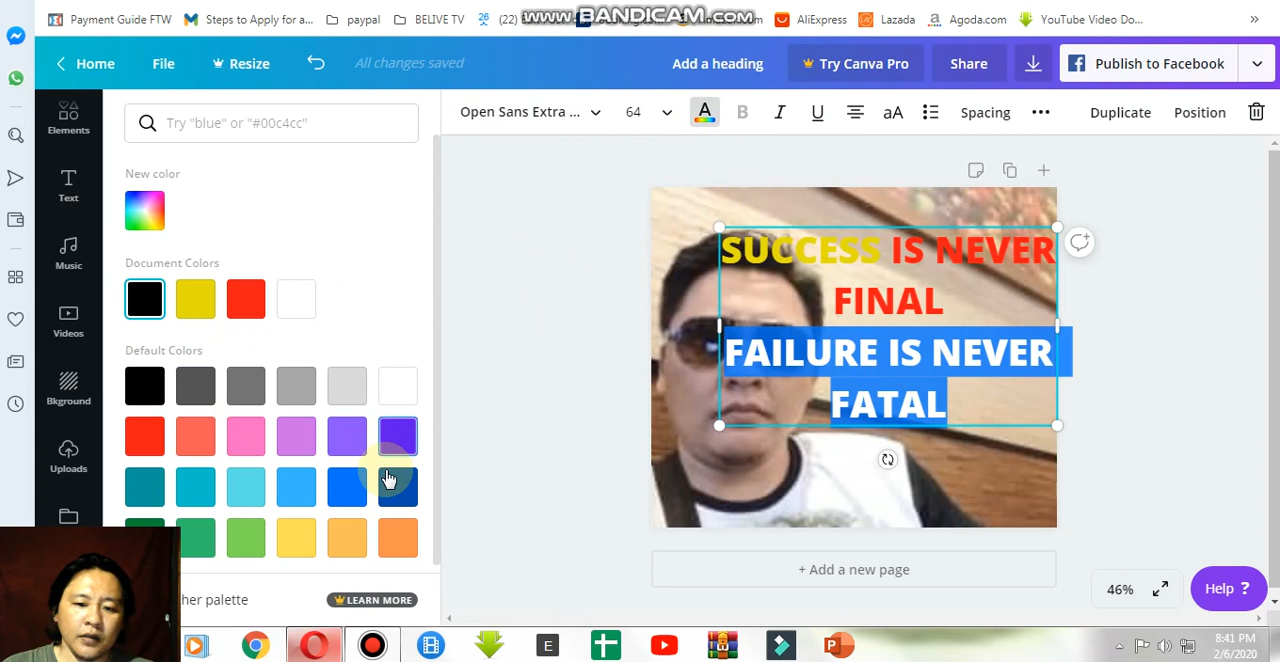 Payment Guide FTW
Steps to Apply for a...
paypal
BELIVE TV
(22)
www.BANDICAM.com
AliExpress
Lazada
Agoda.com
YouTube Video Do...
»
Home
File
Resize
All changes saved
Add a heading
Try Canva Pro
Share
Publish to Facebook
Elements
Text
Music
Videos
Bkground
Uploads
Try "blue" or "#00c4cc"
New color
Document Colors
Default Colors
LEARN MORE
Open Sans Extra ...
64
A
B
I
U
aA
Spacing
Duplicate
Position
SUCCESS IS NEVER
FINAL
FAILURE IS NEVER
FATAL
+ Add a new page
46%
Help ?
E
P
8:41 PM
2/6/2020